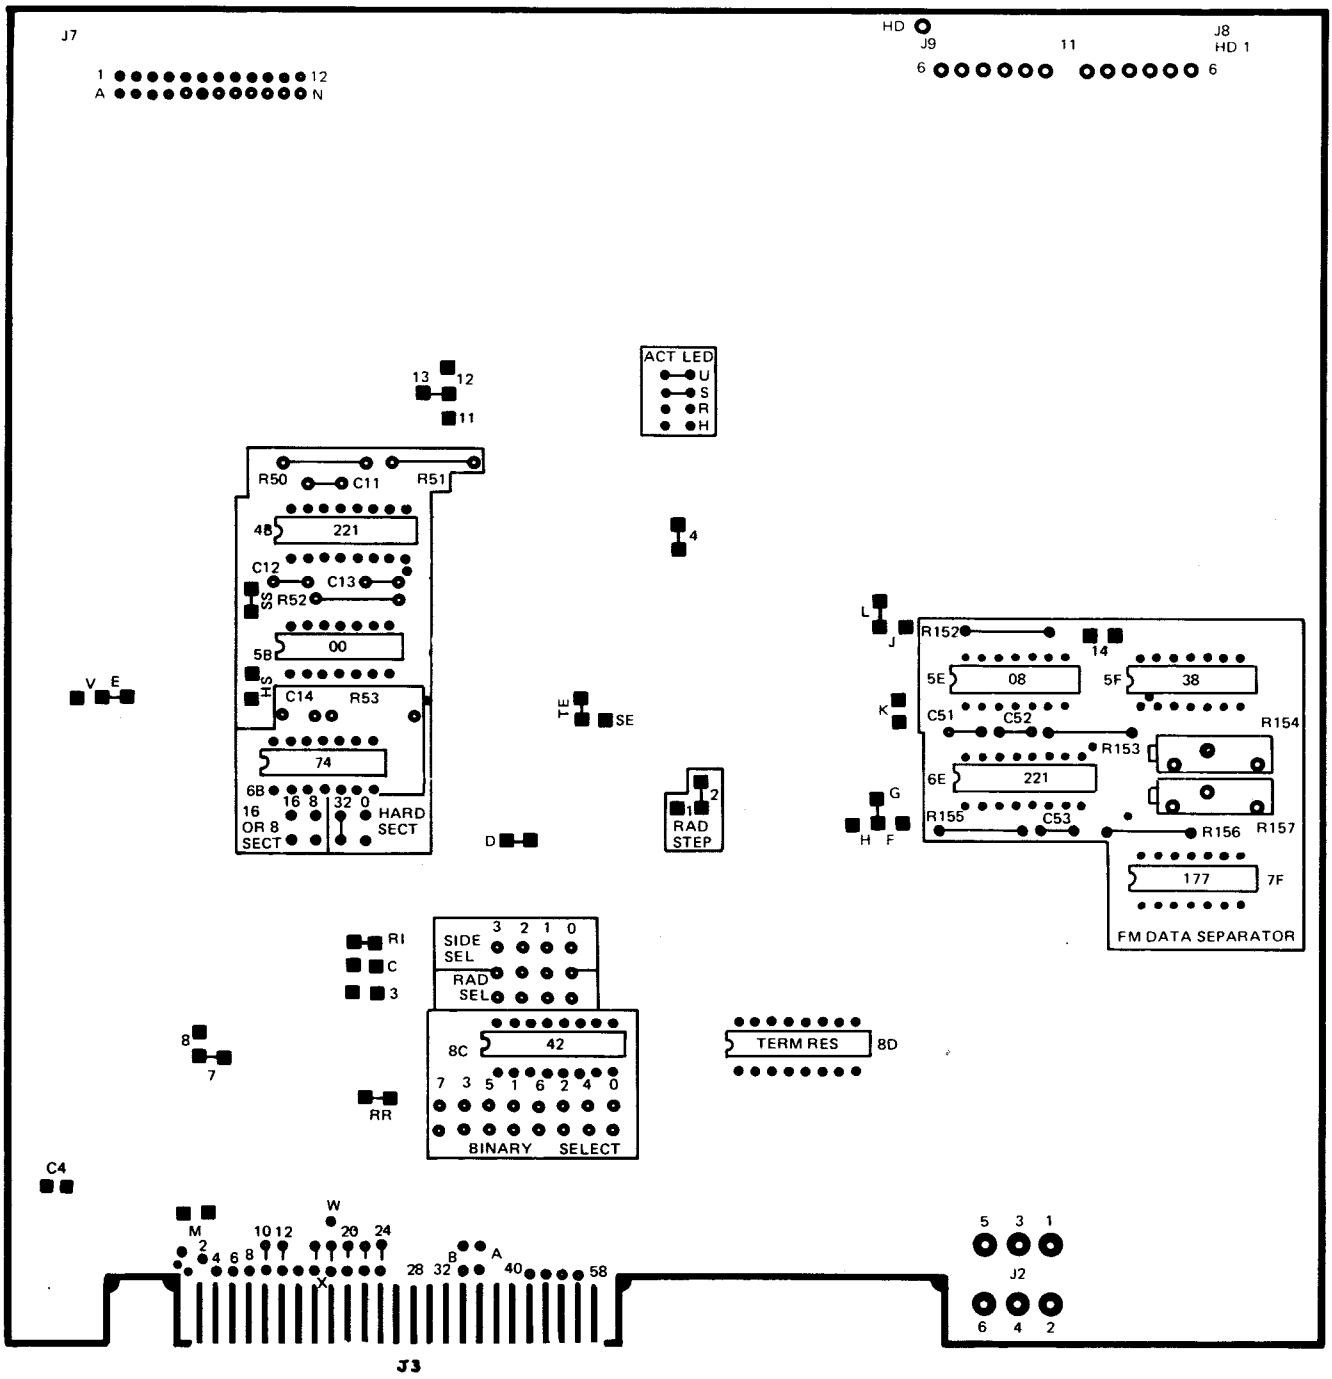 J7
HD
J9
11
J8
HD 1
1
12
6
6
A
N
ACT LED
U
S
R
H
13
12
11
R50
C11
R51
4B
221
4
C12
C13
SS
R52
5B
00
L
J
R152
14
5E
08
5F
38
V
E
HS
C14
R53
TE
SE
K
C51
C52
R154
R153
74
6E
221
6B
16
8
32
0
16
OR 8
SECT
HARD
SECT
2
1
RAD
STEP
G
H
F
R155
C53
R156
R157
D
177
7F
FM DATA SEPARATOR
RI
C
3
SIDE
SEL
3
2
1
0
RAD
SEL
8
7
8C
42
TERM RES
8D
7
3
5
1
6
2
4
0
RR
BINARY
SELECT
C4
M
W
2
4
6
8
10
12
20
24
X
28
32
B
A
40
58
5
3
1
J2
6
4
2
J3